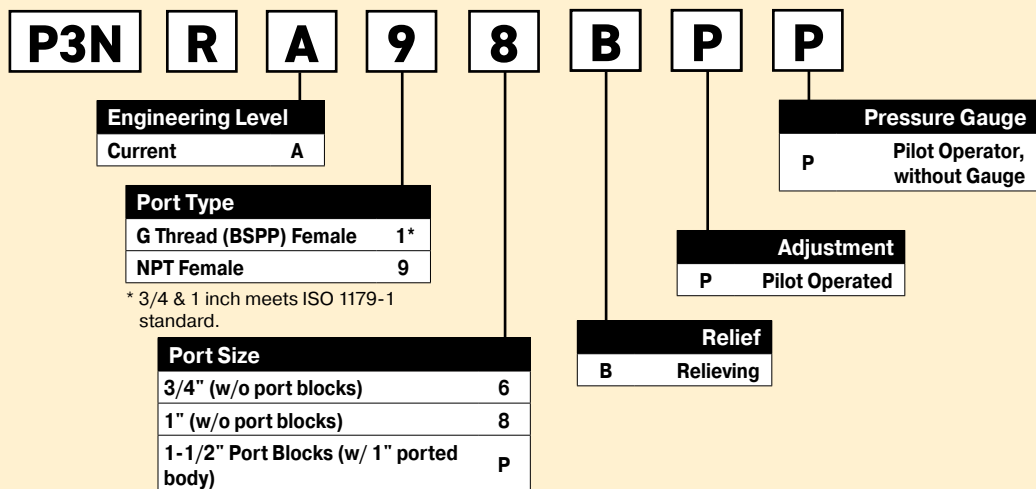 P3N R A 9 8 B P P
Engineering Level
Current A
Port Type
G Thread (BSPP) Female 1*
NPT Female 9
* 3/4 & 1 inch meets ISO 1179-1
standard.
Port Size
3/4" (w/o port blocks) 6
1" (w/o port blocks) 8
1-1/2" Port Blocks (w/ 1" ported
body) P
Relief
B Relieving
Adjustment
P Pilot Operated
Pressure Gauge
P Pilot Operator,
without Gauge